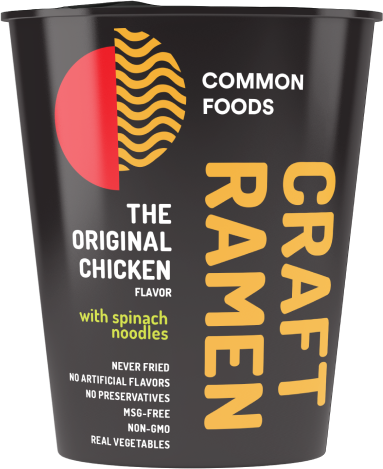 COMMON
FOODS
CRAFT
RAMEN
THE
ORIGINAL
CHICKEN
FLAVOR
with spinach
noodles
NEVER FRIED
NO ARTIFICIAL FLAVORS
NO PRESERVATIVES
MSG-FREE
NON-GMO
REAL VEGETABLES